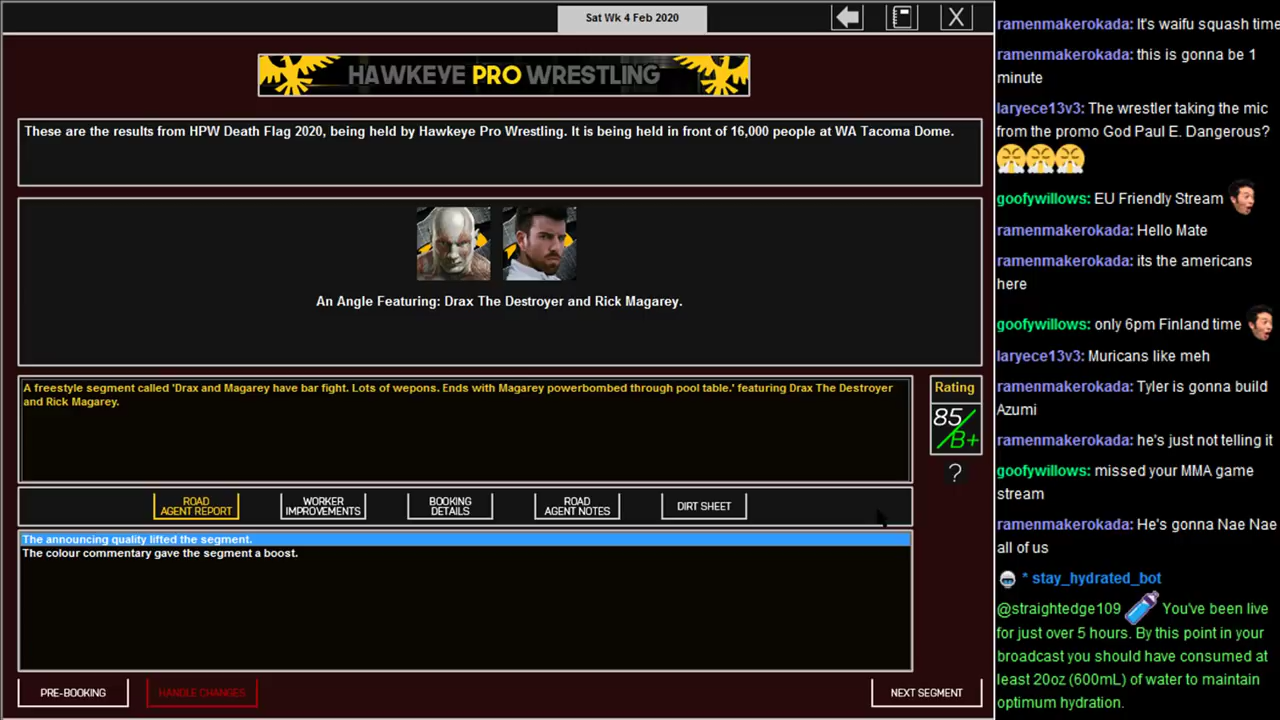 Sat Wk 4 Feb 2020
X
HAWKEYE PRO WRESTLING
These are the results from HPW Death Flag 2020, being held by Hawkeye Pro Wrestling. It is being held in front of 16,000 people at WA Tacoma Dome.
An Angle Featuring: Drax The Destroyer and Rick Magarey.
A freestyle segment called 'Drax and Magarey have bar fight. Lots of wepons. Ends with Magarey powerbombed through pool table.' featuring Drax The Destroyer
and Rick Magarey.
Rating
85/B+
?
ROAD
AGENT REPORT
WORKER
IMPROVEMENTS
BOOKING
DETAILS
ROAD
AGENT NOTES
DIRT SHEET
The announcing quality lifted the segment.
The colour commentary gave the segment a boost.
PRE-BOOKING
HANDLE CHANGES
NEXT SEGMENT
ramenmakerokada: It's waifu squash time
ramenmakerokada: this is gonna be 1
minute
laryece13v3: The wrestler taking the mic
from the promo God Paul E. Dangerous?
goofywillows: EU Friendly Stream
ramenmakerokada: Hello Mate
ramenmakerokada: its the americans
here
goofywillows: only 6pm Finland time
laryece13v3: Muricans like meh
ramenmakerokada: Tyler is gonna build
Azumi
ramenmakerokada: he's just not telling it
goofywillows: missed your MMA game
stream
ramenmakerokada: He's gonna Nae Nae
all of us
* stay_hydrated_bot
@straightedge109 You've been live
for just over 5 hours. By this point in your
broadcast you should have consumed at
least 20oz (600mL) of water to maintain
optimum hydration.